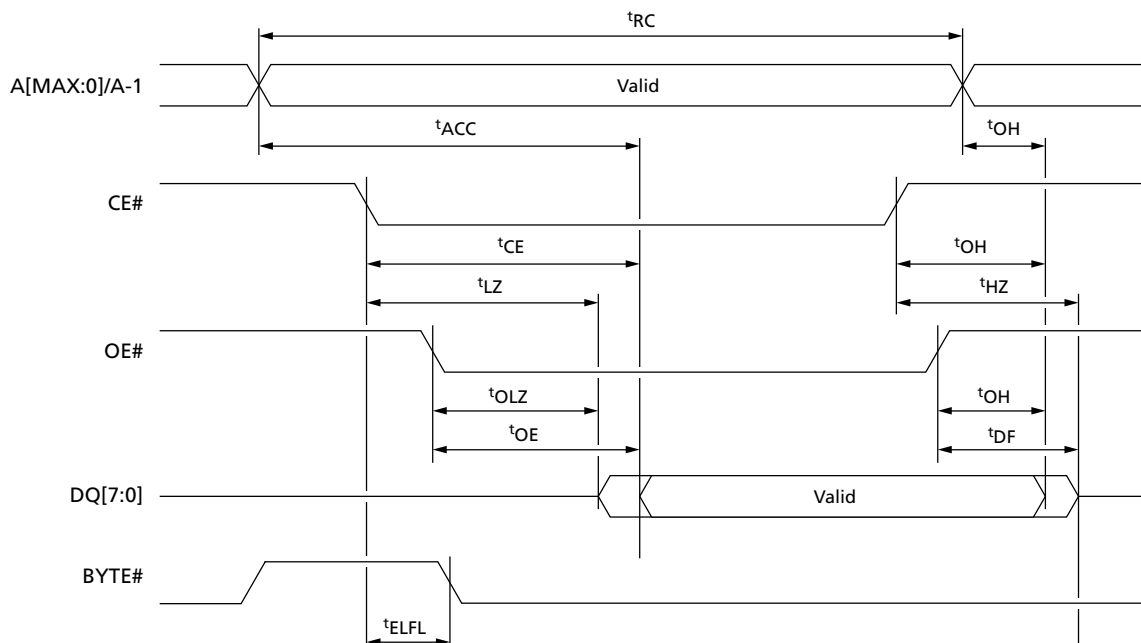 tRC
A[MAX:0]/A-1
Valid
tACC
tOH
CE#
tCE
tOH
tLZ
tHZ
OE#
tOLZ
tOH
tOE
tDF
DQ[7:0]
Valid
BYTE#
tELFL